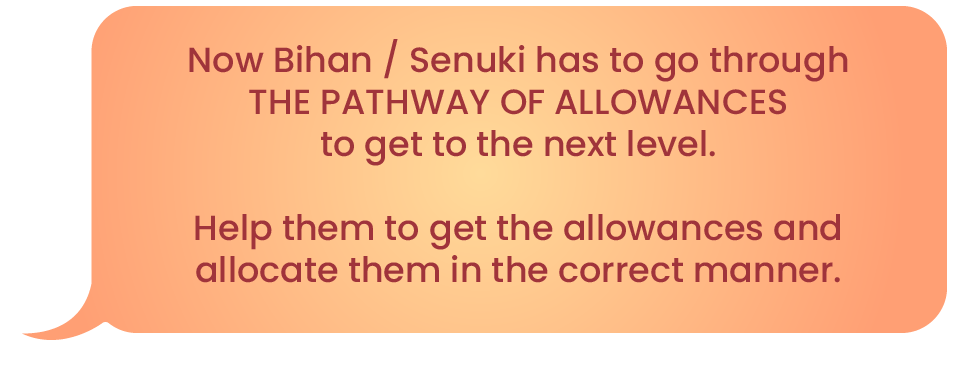 Now Bihan / Senuki has to go through
THE PATHWAY OF ALLOWANCES
to get to the next level.
Help them to get the allowances and
allocate them in the correct manner.